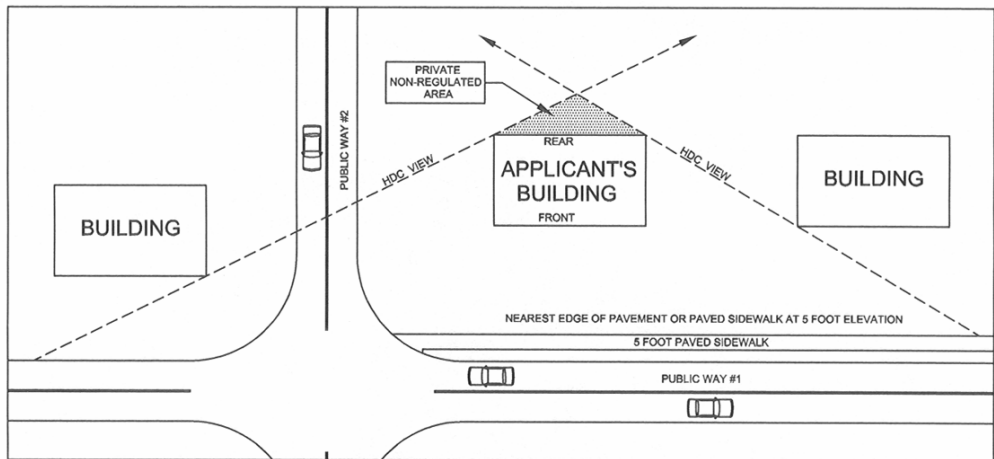 PRIVATE
NON-REGULATED
AREA
PUBLIC WAY #2
HDC VIEW
REAR
APPLICANT'S
BUILDING
FRONT
HDC VIEW
BUILDING
BUILDING
NEAREST EDGE OF PAVEMENT OR PAVED SIDEWALK AT 5 FOOT ELEVATION
5 FOOT PAVED SIDEWALK
PUBLIC WAY #1